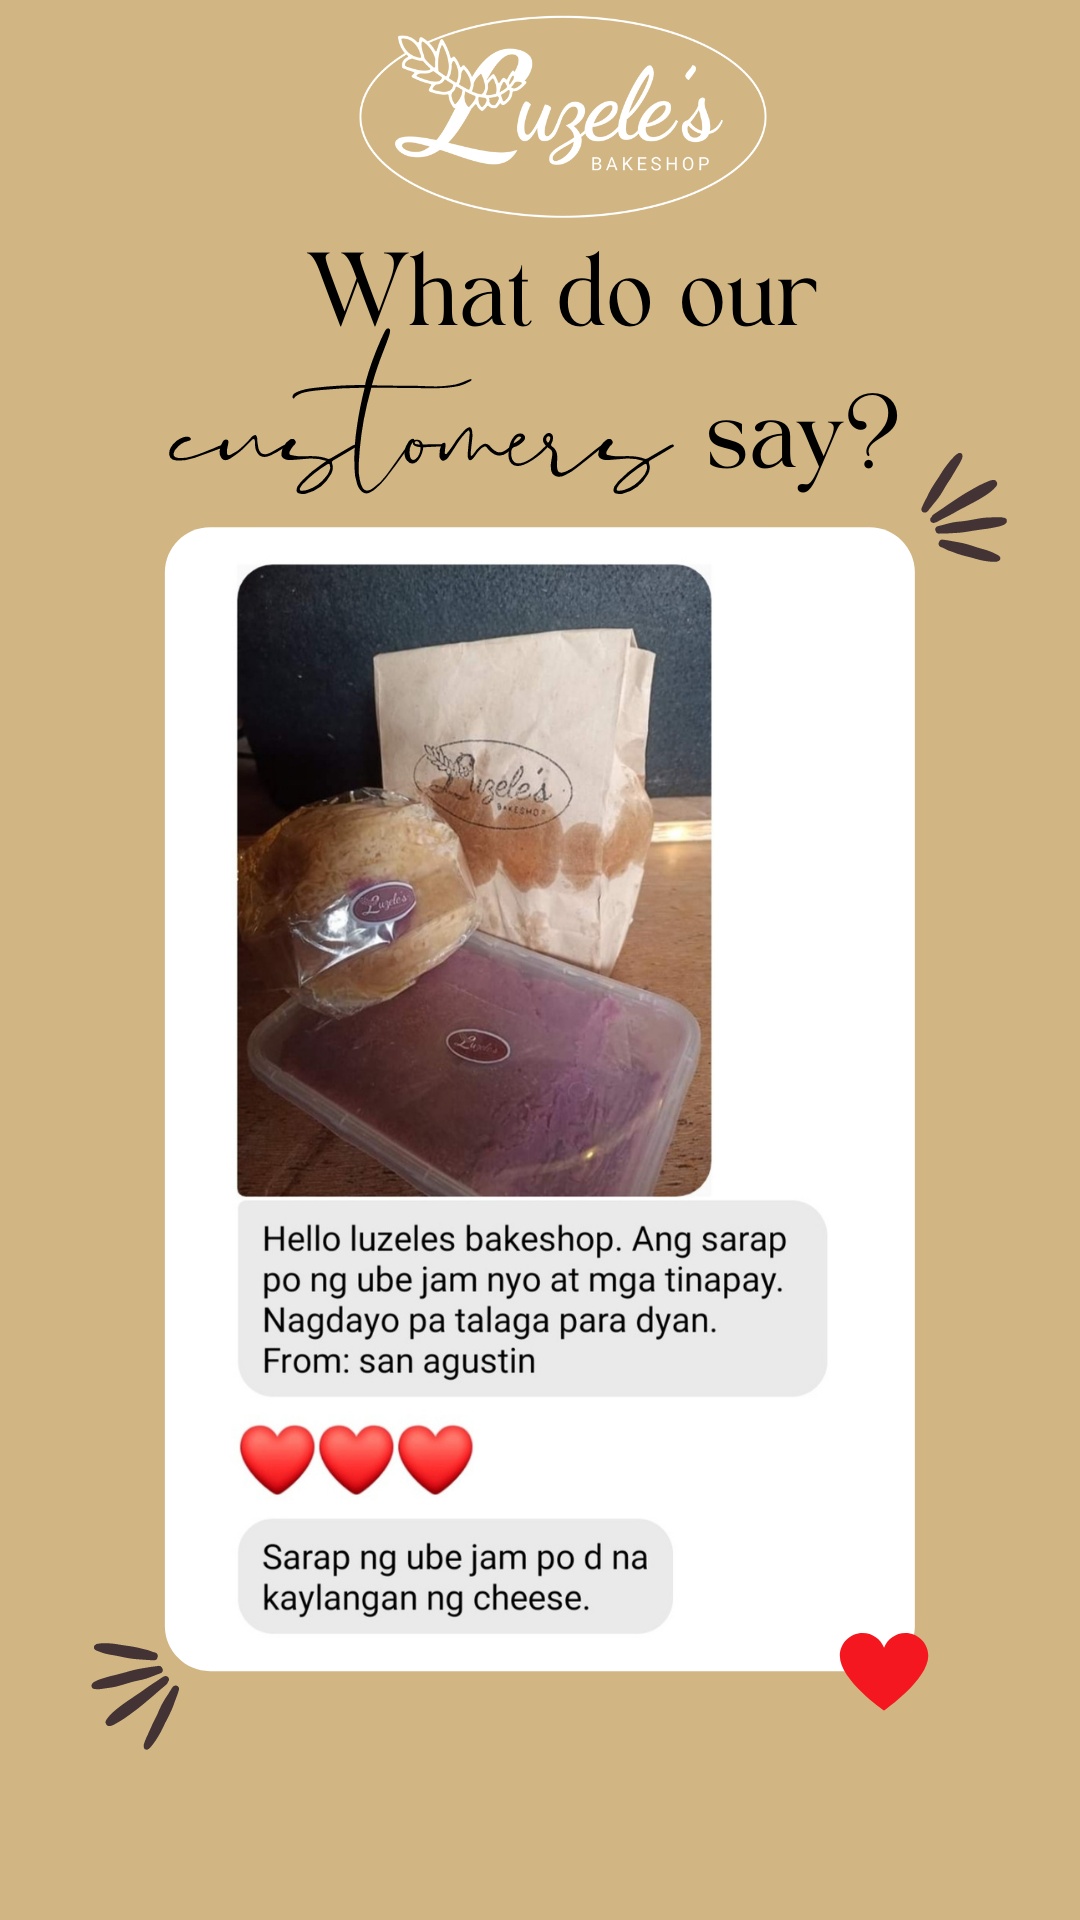 Luzele's
BAKESHOP
What do our
customers say?
Luzele's
BAKESHOP
Luzele's
Luzele's
Hello luzeles bakeshop. Ang sarap
po ng ube jam nyo at mga tinapay.
Nagdayo pa talaga para dyan.
From: san agustin
❤️❤️❤️
Sarap ng ube jam po d na
kaylangan ng cheese.